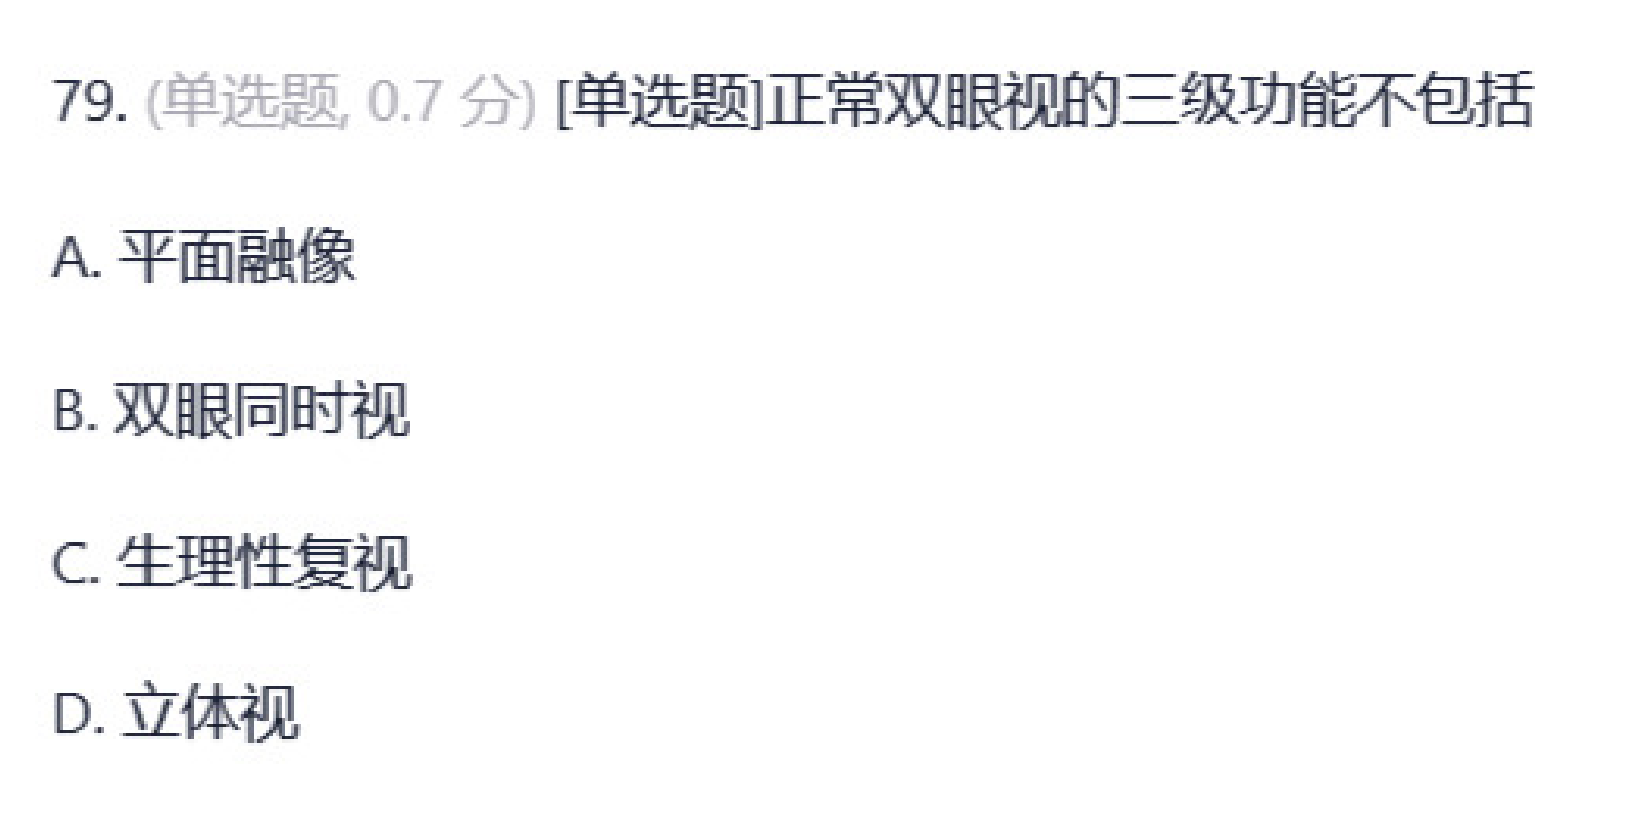 79. (单选题, 0.7 分) [单选题]正常双眼视的三级功能不包括
A. 平面融像
B. 双眼同时视
C. 生理性复视
D. 立体视